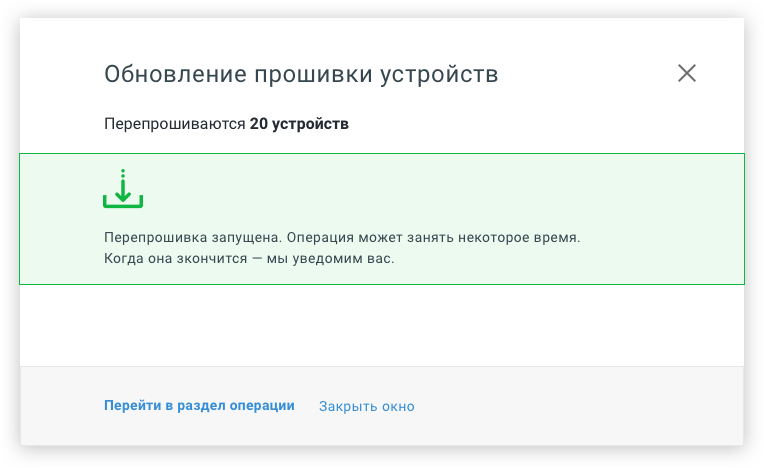 Обновление прошивки устройств
Перепрошиваются 20 устройств
Перепрошивка запущена. Операция может занять некоторое время.
Когда она зкончится — мы уведомим вас.
Перейти в раздел операции Закрыть окно